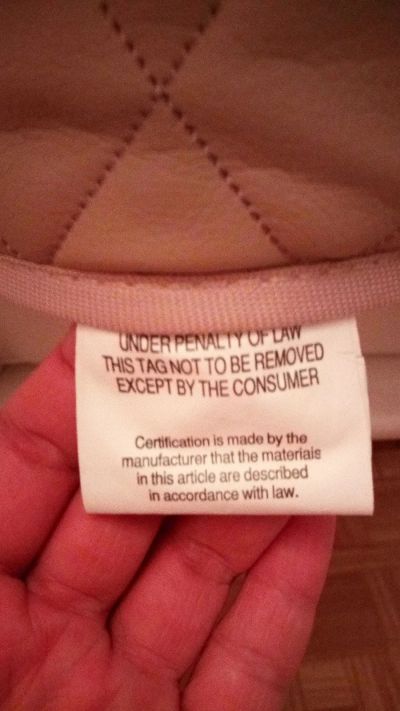 UNDER PENALTY OF LAW
THIS TAG NOT TO BE REMOVED
EXCEPT BY THE CONSUMER
Certification is made by the
manufacturer that the materials
in this article are described
in accordance with law.